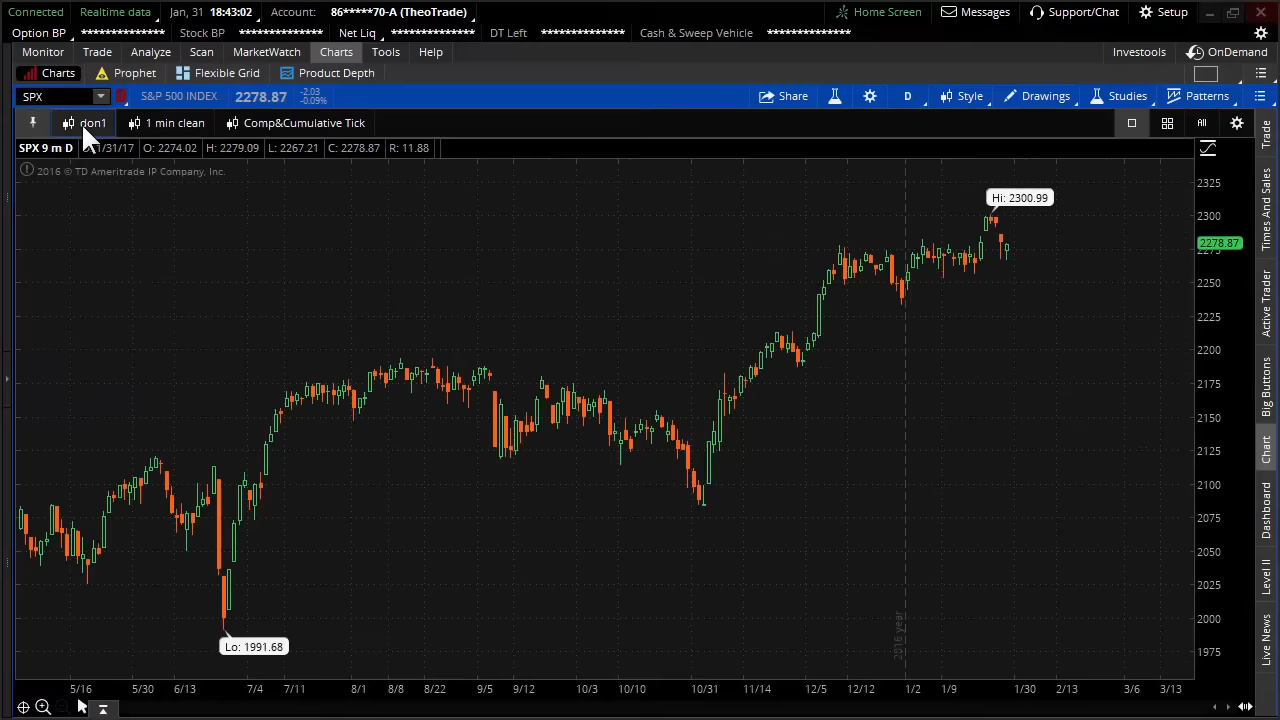 Connected Realtime data Jan, 31 18:43:02 Account: 86*****70-A (TheoTrade) Home Screen Messages Support/Chat Setup
Option BP ************** Stock BP ************** Net Liq ************** DT Left ************** Cash & Sweep Vehicle **************
Monitor Trade Analyze Scan MarketWatch Charts Tools Help Investools OnDemand
Charts Prophet Flexible Grid Product Depth
SPX D S&P 500 INDEX 2278.87 -2.03 -0.09% Share D Style Drawings Studies Patterns
don1 1 min clean Comp&Cumulative Tick All
SPX 9 m D 1/31/17 O: 2274.02 H: 2279.09 L: 2267.21 C: 2278.87 R: 11.88
2016 © TD Ameritrade IP Company, Inc.
Hi: 2300.99
Lo: 1991.68
2325
2300
2278.87
2275
2250
2225
2200
2175
2150
2125
2100
2075
2050
2025
2000
1975
2016 year
5/16 5/30 6/13 7/4 7/11 8/1 8/8 8/22 9/5 9/12 10/3 10/10 10/31 11/14 12/5 12/12 1/2 1/9 1/30 2/13 3/6 3/13
Trade
Times And Sales
Active Trader
Big Buttons
Chart
Dashboard
Level II
Live News